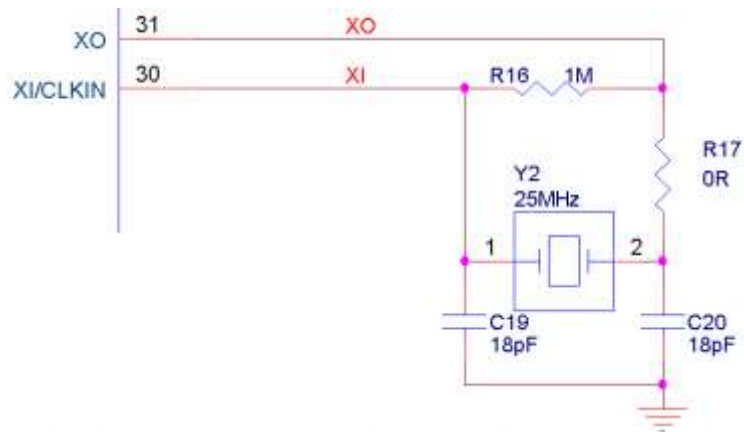 XO 31 XO
XI/CLKIN 30 XI R16 1M
R17
0R
Y2
25MHz
1 2
C19 C20
18pF 18pF